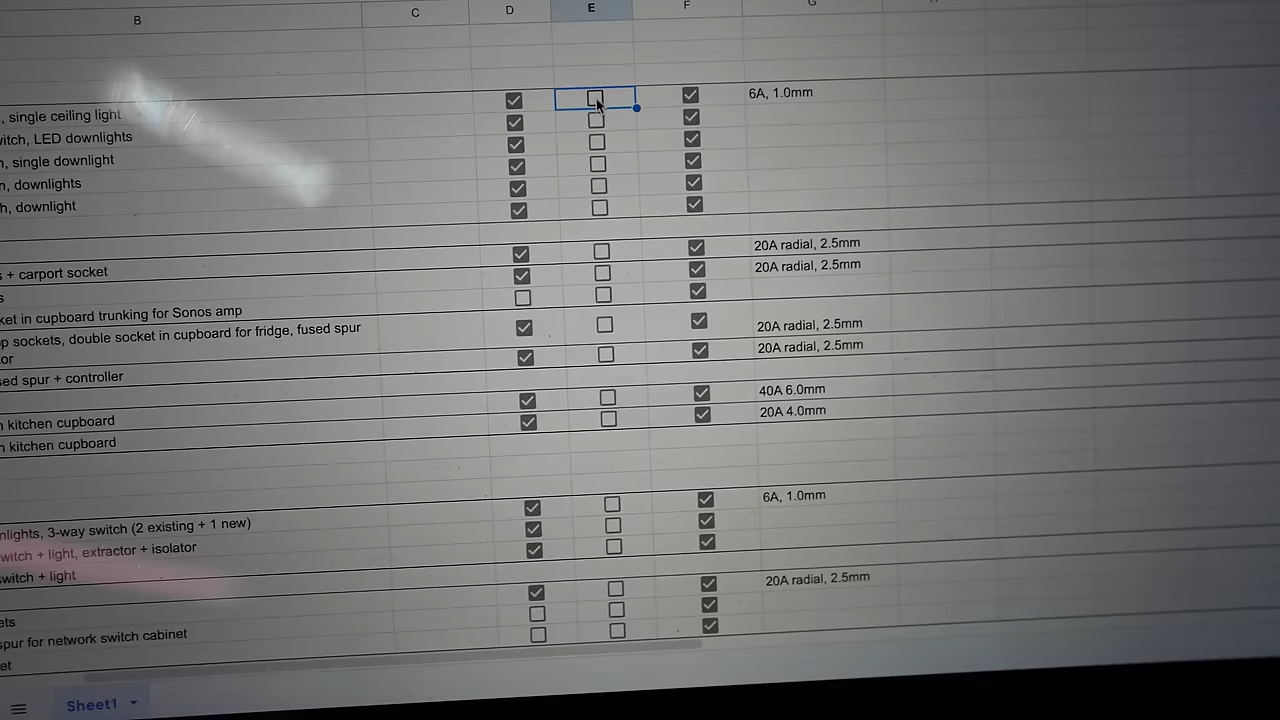 B C D E F G
6A, 1.0mm
, single ceiling light
witch, LED downlights
, single downlight
, downlights
h, downlight
+ carport socket 20A radial, 2.5mm
20A radial, 2.5mm
ket in cupboard trunking for Sonos amp
op sockets, double socket in cupboard for fridge, fused spur 20A radial, 2.5mm
or 20A radial, 2.5mm
sed spur + controller
40A 6.0mm
kitchen cupboard 20A 4.0mm
kitchen cupboard
6A, 1.0mm
nlights, 3-way switch (2 existing + 1 new)
witch + light, extractor + isolator
switch + light
20A radial, 2.5mm
ets
spur for network switch cabinet
et
Sheet1